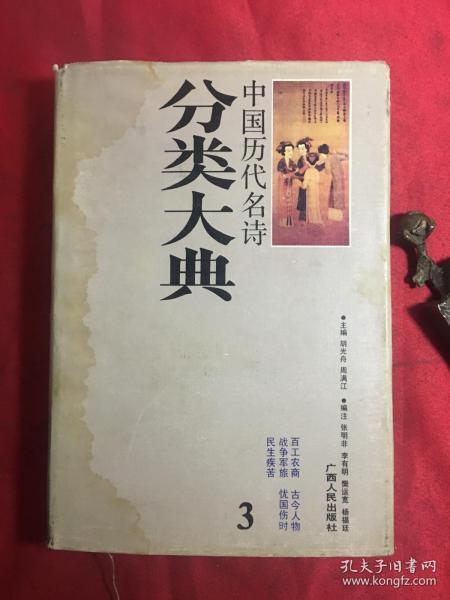 中国历代名诗
分类大典
●主编 胡光舟 周满江
●编注 张明非 李有明 樊运宽 杨福廷
广西人民出版社
百工农商 古今人物
战争军旅 忧国伤时
民生疾苦
3
孔夫子旧书网
www.kongfz.com